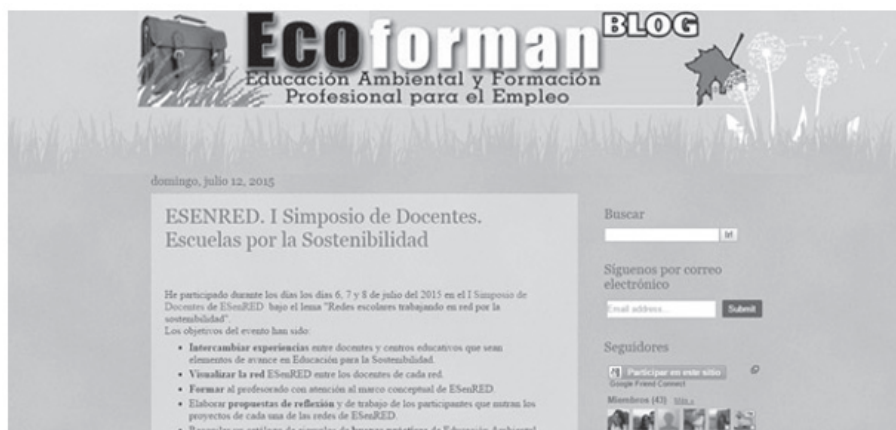 Ecoforman BLOG
Educación Ambiental y Formación
Profesional para el Empleo
domingo, julio 12, 2015
ESENRED. I Simposio de Docentes.
Escuelas por la Sostenibilidad
He participado durante los días los días 6, 7 y 8 de julio del 2015 en el I Simposio de
Docentes de ESenRED bajo el lema "Redes escolares trabajando en red por la
sostenibilidad".
Los objetivos del evento han sido:
Intercambiar experiencias entre docentes y centros educativos que sean
elementos de avance en Educación para la Sostenibilidad.
Visualizar la red ESenRED entre los docentes de cada red.
Formar al profesorado con atención al marco conceptual de ESenRED.
Elaborar propuestas de reflexión y de trabajo de los participantes que nutran los
proyectos de cada una de las redes de ESenRED.
Buscar
Ir!
Síguenos por correo
electrónico
Email address...
Submit
Seguidores
Participar en este sitio
Google Friend Connect
Miembros (43) Más »